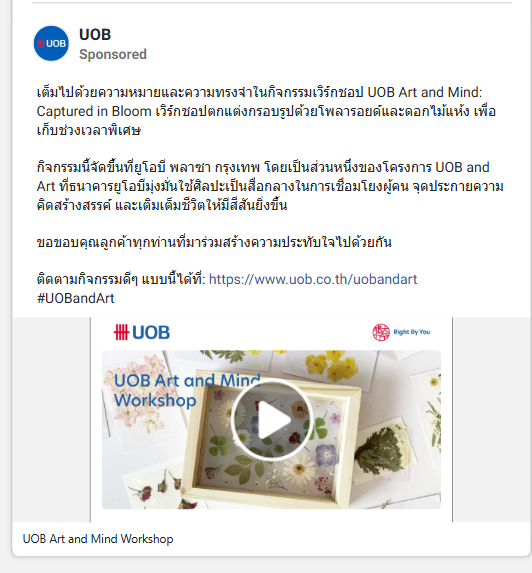 UOB
UOB
Sponsored
เต็มไปด้วยความหมายและความทรงจำในกิจกรรมเวิร์กชอป UOB Art and Mind:
Captured in Bloom เวิร์กชอปตกแต่งกรอบรูปด้วยโพลารอยด์และดอกไม้แห้ง เพื่อ
เก็บช่วงเวลาพิเศษ
กิจกรรมนี้จัดขึ้นที่ยูโอบี พลาซา กรุงเทพ โดยเป็นส่วนหนึ่งของโครงการ UOB and
Art ที่ธนาคารยูโอบีมุ่งมั่นใช้ศิลปะเป็นสื่อกลางในการเชื่อมโยงผู้คน จุดประกายความ
คิดสร้างสรรค์ และเติมเต็มชีวิตให้มีสีสันยิ่งขึ้น
ขอขอบคุณลูกค้าทุกท่านที่มาร่วมสร้างความประทับใจไปด้วยกัน
ติดตามกิจกรรมดีๆ แบบนี้ได้ที่: https://www.uob.co.th/uobandart
#UOBandArt
UOB
Right By You
UOB Art and Mind
Workshop
UOB Art and Mind Workshop